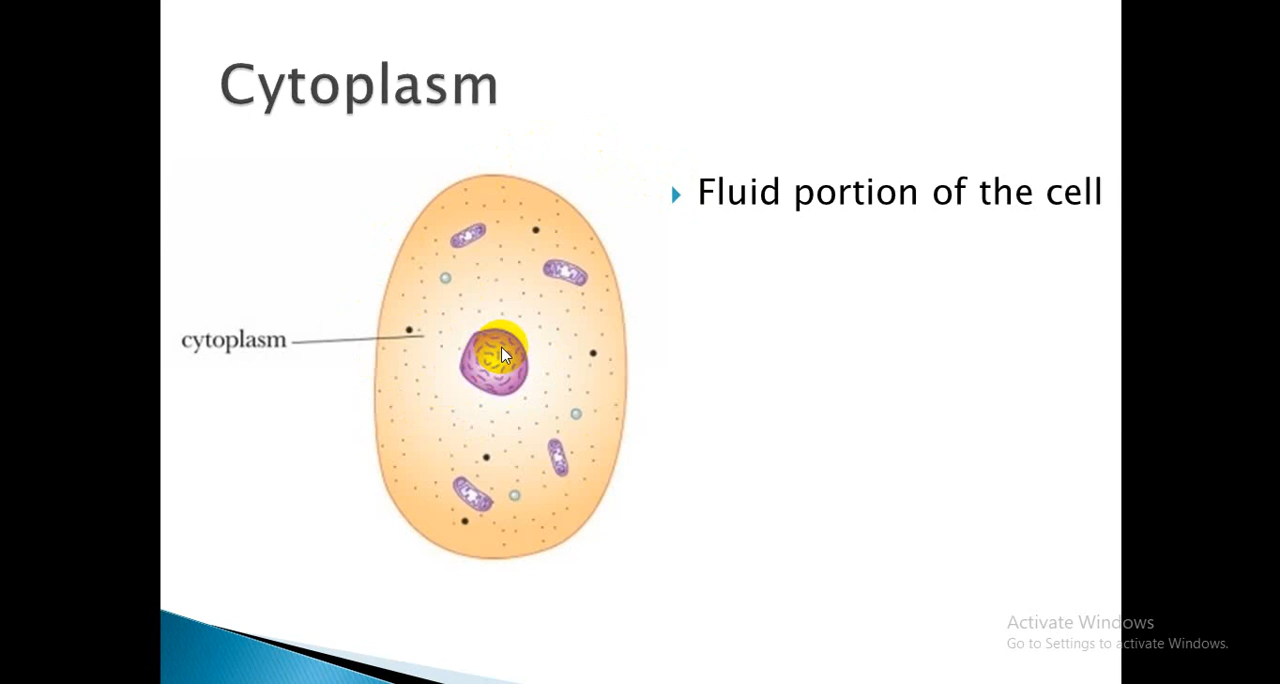 Cytoplasm
Fluid portion of the cell
cytoplasm
Activate Windows
Go to Settings to activate Windows.